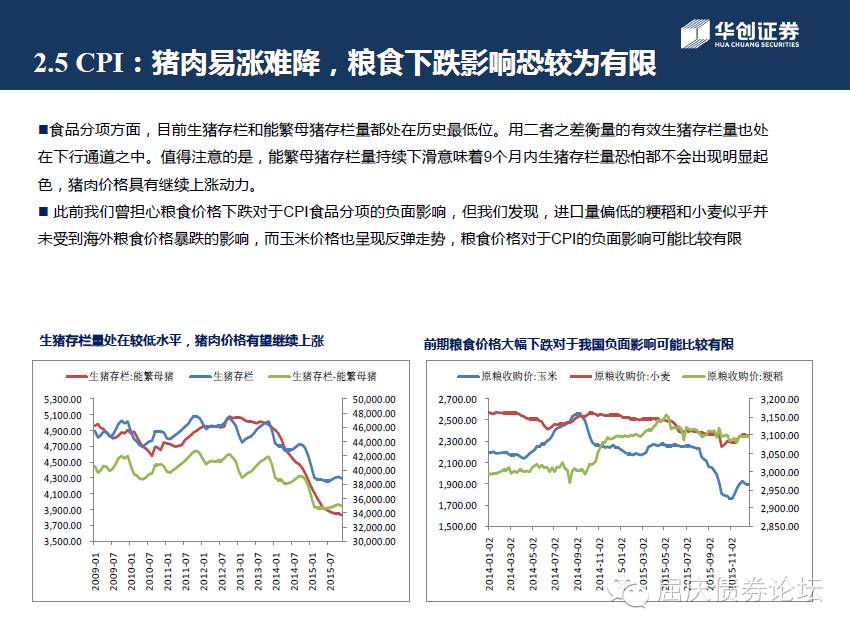 华创证券
HUA CHUANG SECURITIES
2.5 CPI：猪肉易涨难降，粮食下跌影响恐较为有限
■食品分项方面，目前生猪存栏和能繁母猪存栏量都处在历史最低位。用二者之差衡量的有效生猪存栏量也处
在下行通道之中。值得注意的是，能繁母猪存栏量持续下滑意味着9个月内生猪存栏量恐怕都不会出现明显起
色，猪肉价格具有继续上涨动力。
■ 此前我们曾担心粮食价格下跌对于CPI食品分项的负面影响，但我们发现，进口量偏低的粳稻和小麦似乎并
未受到海外粮食价格暴跌的影响，而玉米价格也呈现反弹走势，粮食价格对于CPI的负面影响可能比较有限
生猪存栏量处在较低水平，猪肉价格有望继续上涨
生猪存栏:能繁母猪 生猪存栏 生猪存栏-能繁母猪
5,300.00 50,000.00
5,100.00 48,000.00
4,900.00 46,000.00
4,700.00 44,000.00
4,500.00 42,000.00
4,300.00 40,000.00
4,100.00 38,000.00
3,900.00 36,000.00
3,700.00 34,000.00
3,500.00 32,000.00
30,000.00
2009-01 2009-07 2010-01 2010-07 2011-01 2011-07 2012-01 2012-07 2013-01 2013-07 2014-01 2014-07 2015-01 2015-07
前期粮食价格大幅下跌对于我国负面影响可能比较有限
原粮收购价:玉米 原粮收购价:小麦 原粮收购价:粳稻
2,700.00 3,200.00
2,500.00 3,150.00
2,300.00 3,100.00
2,100.00 3,050.00
1,900.00 3,000.00
1,700.00 2,950.00
1,500.00 2,900.00
2,850.00
2014-01-02 2014-03-02 2014-05-02 2014-07-02 2014-09-02 2014-11-02 2015-01-02 2015-03-02 2015-05-02 2015-07-02 2015-09-02 2015-11-02
屈庆债券论坛